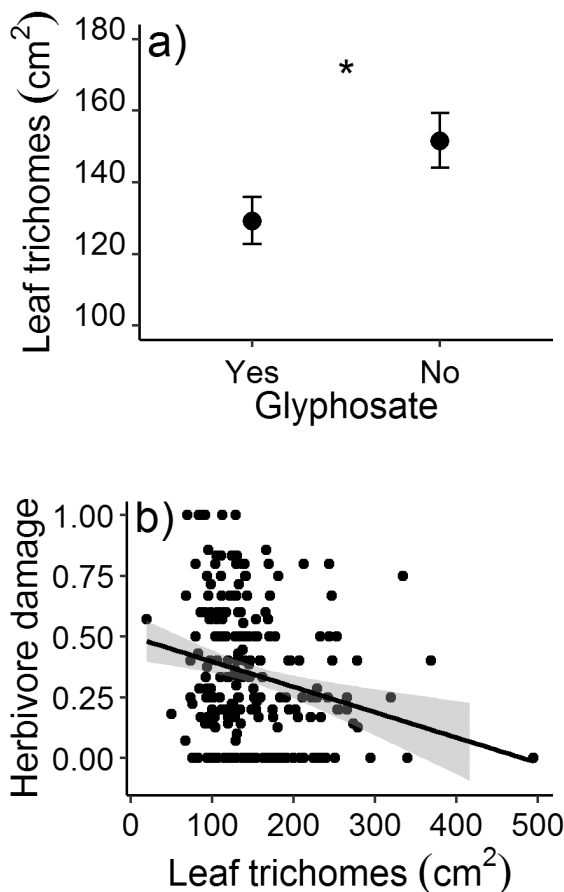 a)
*
Leaf trichomes (cm²)
180
160
140
120
100
Yes No
Glyphosate
b)
Herbivore damage
1.00
0.75
0.50
0.25
0.00
0 100 200 300 400 500
Leaf trichomes (cm²)